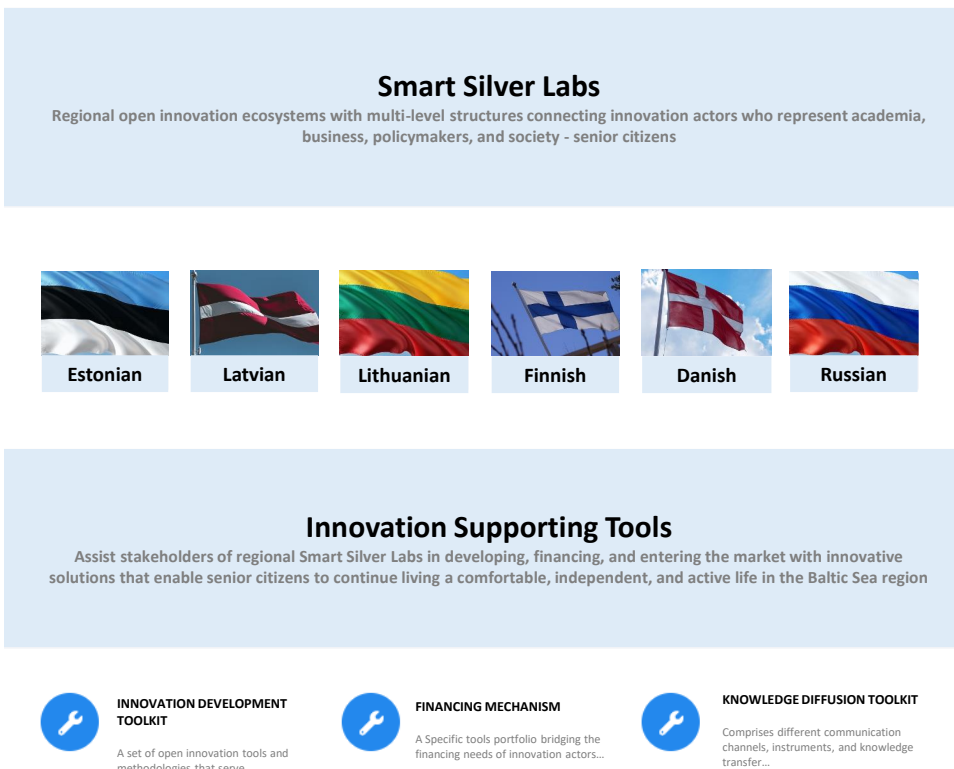 Smart Silver Labs
Regional open innovation ecosystems with multi-level structures connecting innovation actors who represent academia,
business, policymakers, and society - senior citizens
Estonian
Latvian
Lithuanian
Finnish
Danish
Russian
Innovation Supporting Tools
Assist stakeholders of regional Smart Silver Labs in developing, financing, and entering the market with innovative
solutions that enable senior citizens to continue living a comfortable, independent, and active life in the Baltic Sea region
INNOVATION DEVELOPMENT
TOOLKIT
A set of open innovation tools and
methodologies that serve...
FINANCING MECHANISM
A Specific tools portfolio bridging the
financing needs of innovation actors...
KNOWLEDGE DIFFUSION TOOLKIT
Comprises different communication
channels, instruments, and knowledge
transfer...